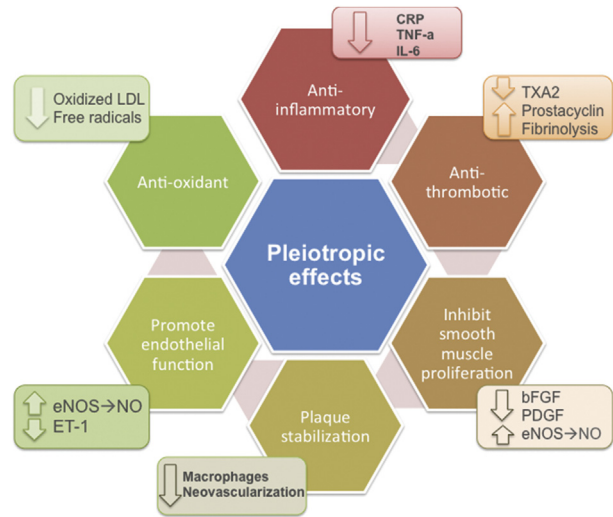 CRP
TNF-a
IL-6
Anti-
inflammatory
TXA2
Prostacyclin
Fibrinolysis
Anti-
thrombotic
Oxidized LDL
Free radicals
Anti-oxidant
Pleiotropic
effects
Promote
endothelial
function
Inhibit
smooth
muscle
proliferation
eNOS→NO
ET-1
Plaque
stabilization
bFGF
PDGF
eNOS→NO
Macrophages
Neovascularization